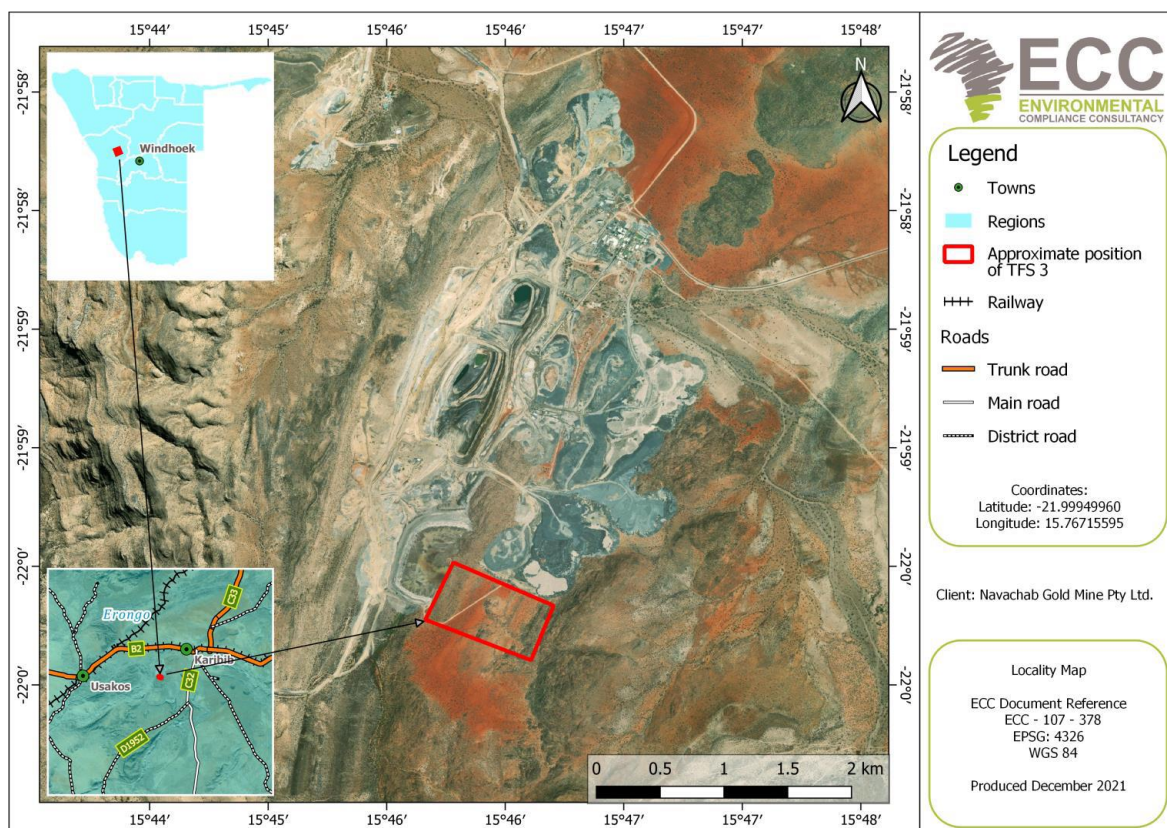 15°44′ 15°45′ 15°46′ 15°46′ 15°47′ 15°47′ 15°48′
-21°58′
-21°58′
-21°59′
-21°59′
-22°0′
-22°0′
Windhoek
Erongo
C33
B2
Karibib
Usakos
C32
D1952
0 0.5 1 1.5 2 km
-21°58′
-21°58′
-21°59′
-21°59′
-22°0′
-22°0′
15°44′ 15°45′ 15°46′ 15°46′ 15°47′ 15°47′ 15°48′
ECC
ENVIRONMENTAL
COMPLIANCE CONSULTANCY
Legend
Towns
Regions
Approximate position
of TFS 3
Railway
Roads
Trunk road
Main road
District road
Coordinates:
Latitude: -21.99949960
Longitude: 15.76715595
Client: Navachab Gold Mine Pty Ltd.
Locality Map
ECC Document Reference
ECC - 107 - 378
EPSG: 4326
WGS 84
Produced December 2021